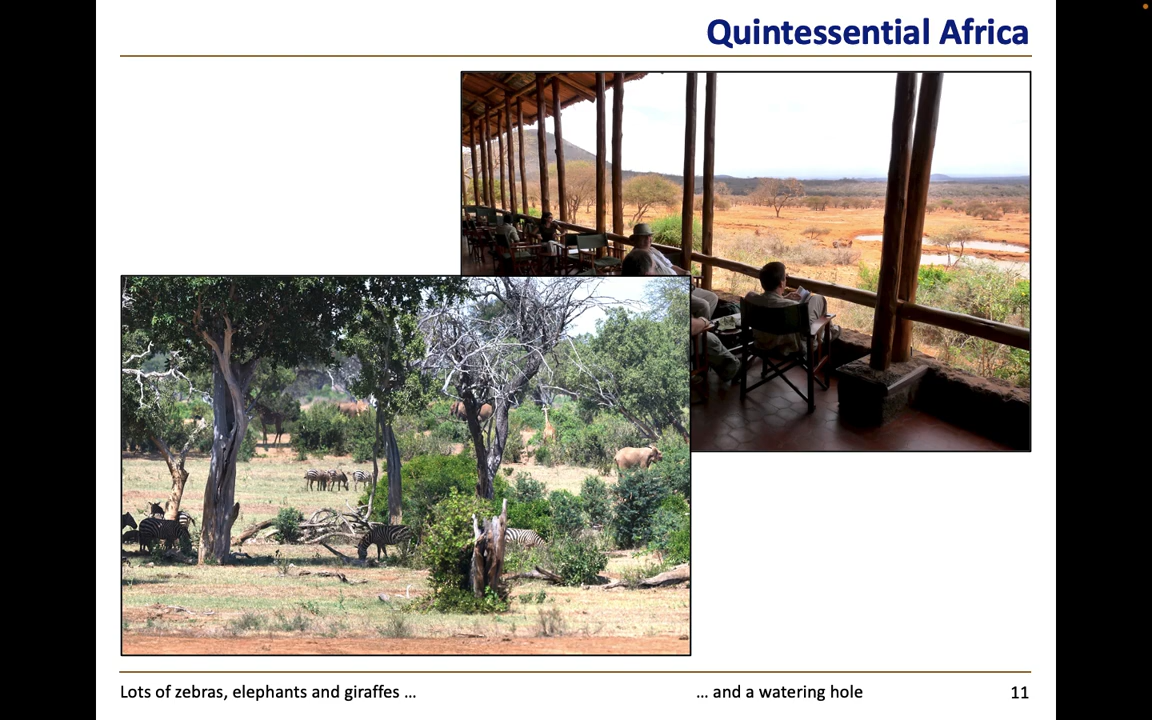 Quintessential Africa
Lots of zebras, elephants and giraffes ...
... and a watering hole
11